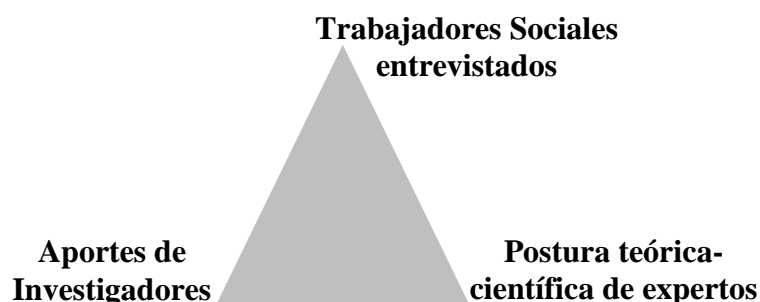 Trabajadores Sociales
entrevistados
Aportes de
Investigadores
Postura teórica-
científica de expertos